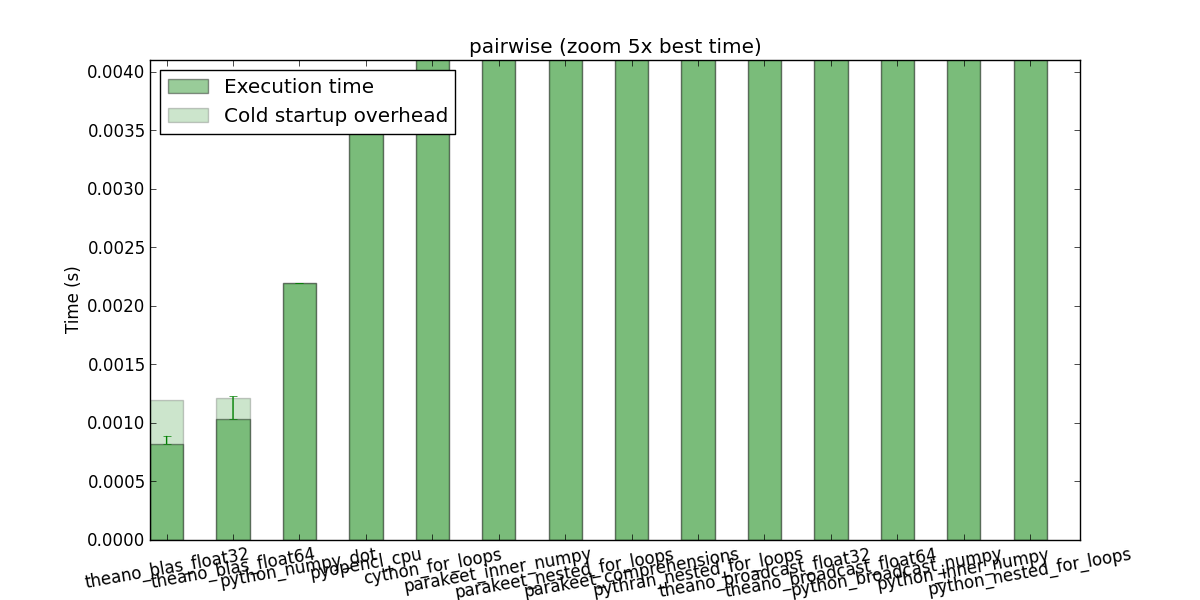 pairwise (zoom 5x best time)
Execution time
Cold startup overhead
0.0040
0.0035
0.0030
0.0025
0.0020
0.0015
0.0010
0.0005
0.0000
Time (s)
theano_blas_float32
theano_blas_float64
python_numpy_dot
pyopencl_cpu
cython_for_loops
parakeet_inner_numpy
parakeet_nested_for_loops
parakeet_comprehensions
pythran_nested_for_loops
theano_broadcast_float32
theano_broadcast_float64
python_broadcast_numpy
python_inner_numpy
python_nested_for_loops